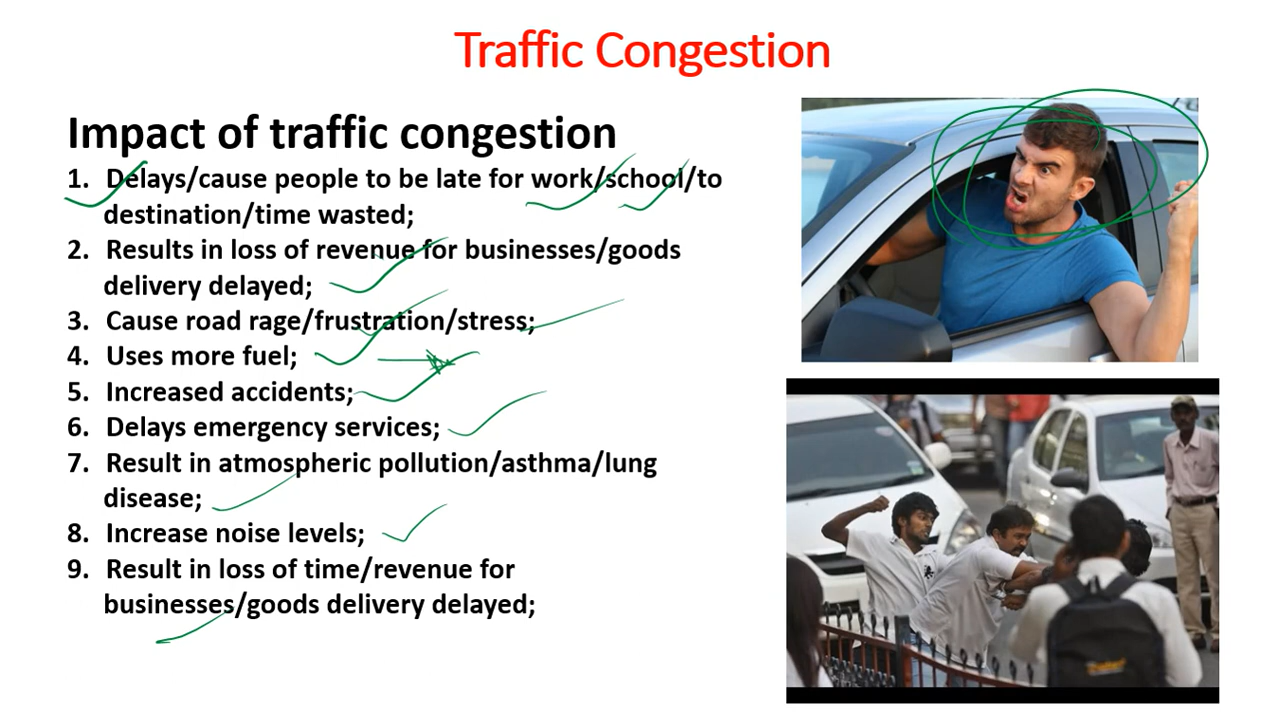 Traffic Congestion
Impact of traffic congestion
1. Delays/cause people to be late for work/school/to
destination/time wasted;
2. Results in loss of revenue for businesses/goods
delivery delayed;
3. Cause road rage/frustration/stress;
4. Uses more fuel;
5. Increased accidents;
6. Delays emergency services;
7. Result in atmospheric pollution/asthma/lung
disease;
8. Increase noise levels;
9. Result in loss of time/revenue for
businesses/goods delivery delayed;